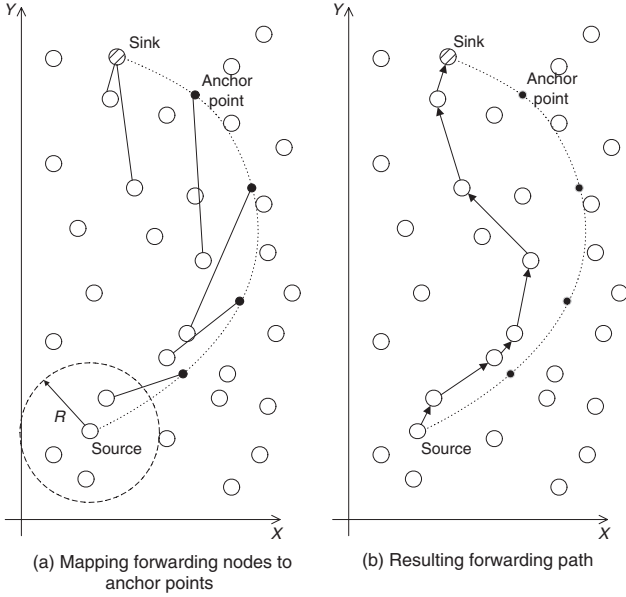 Y
Sink
Anchor
point
R
Source
X
(a) Mapping forwarding nodes to
anchor points
Y
Sink
Anchor
point
Source
X
(b) Resulting forwarding path